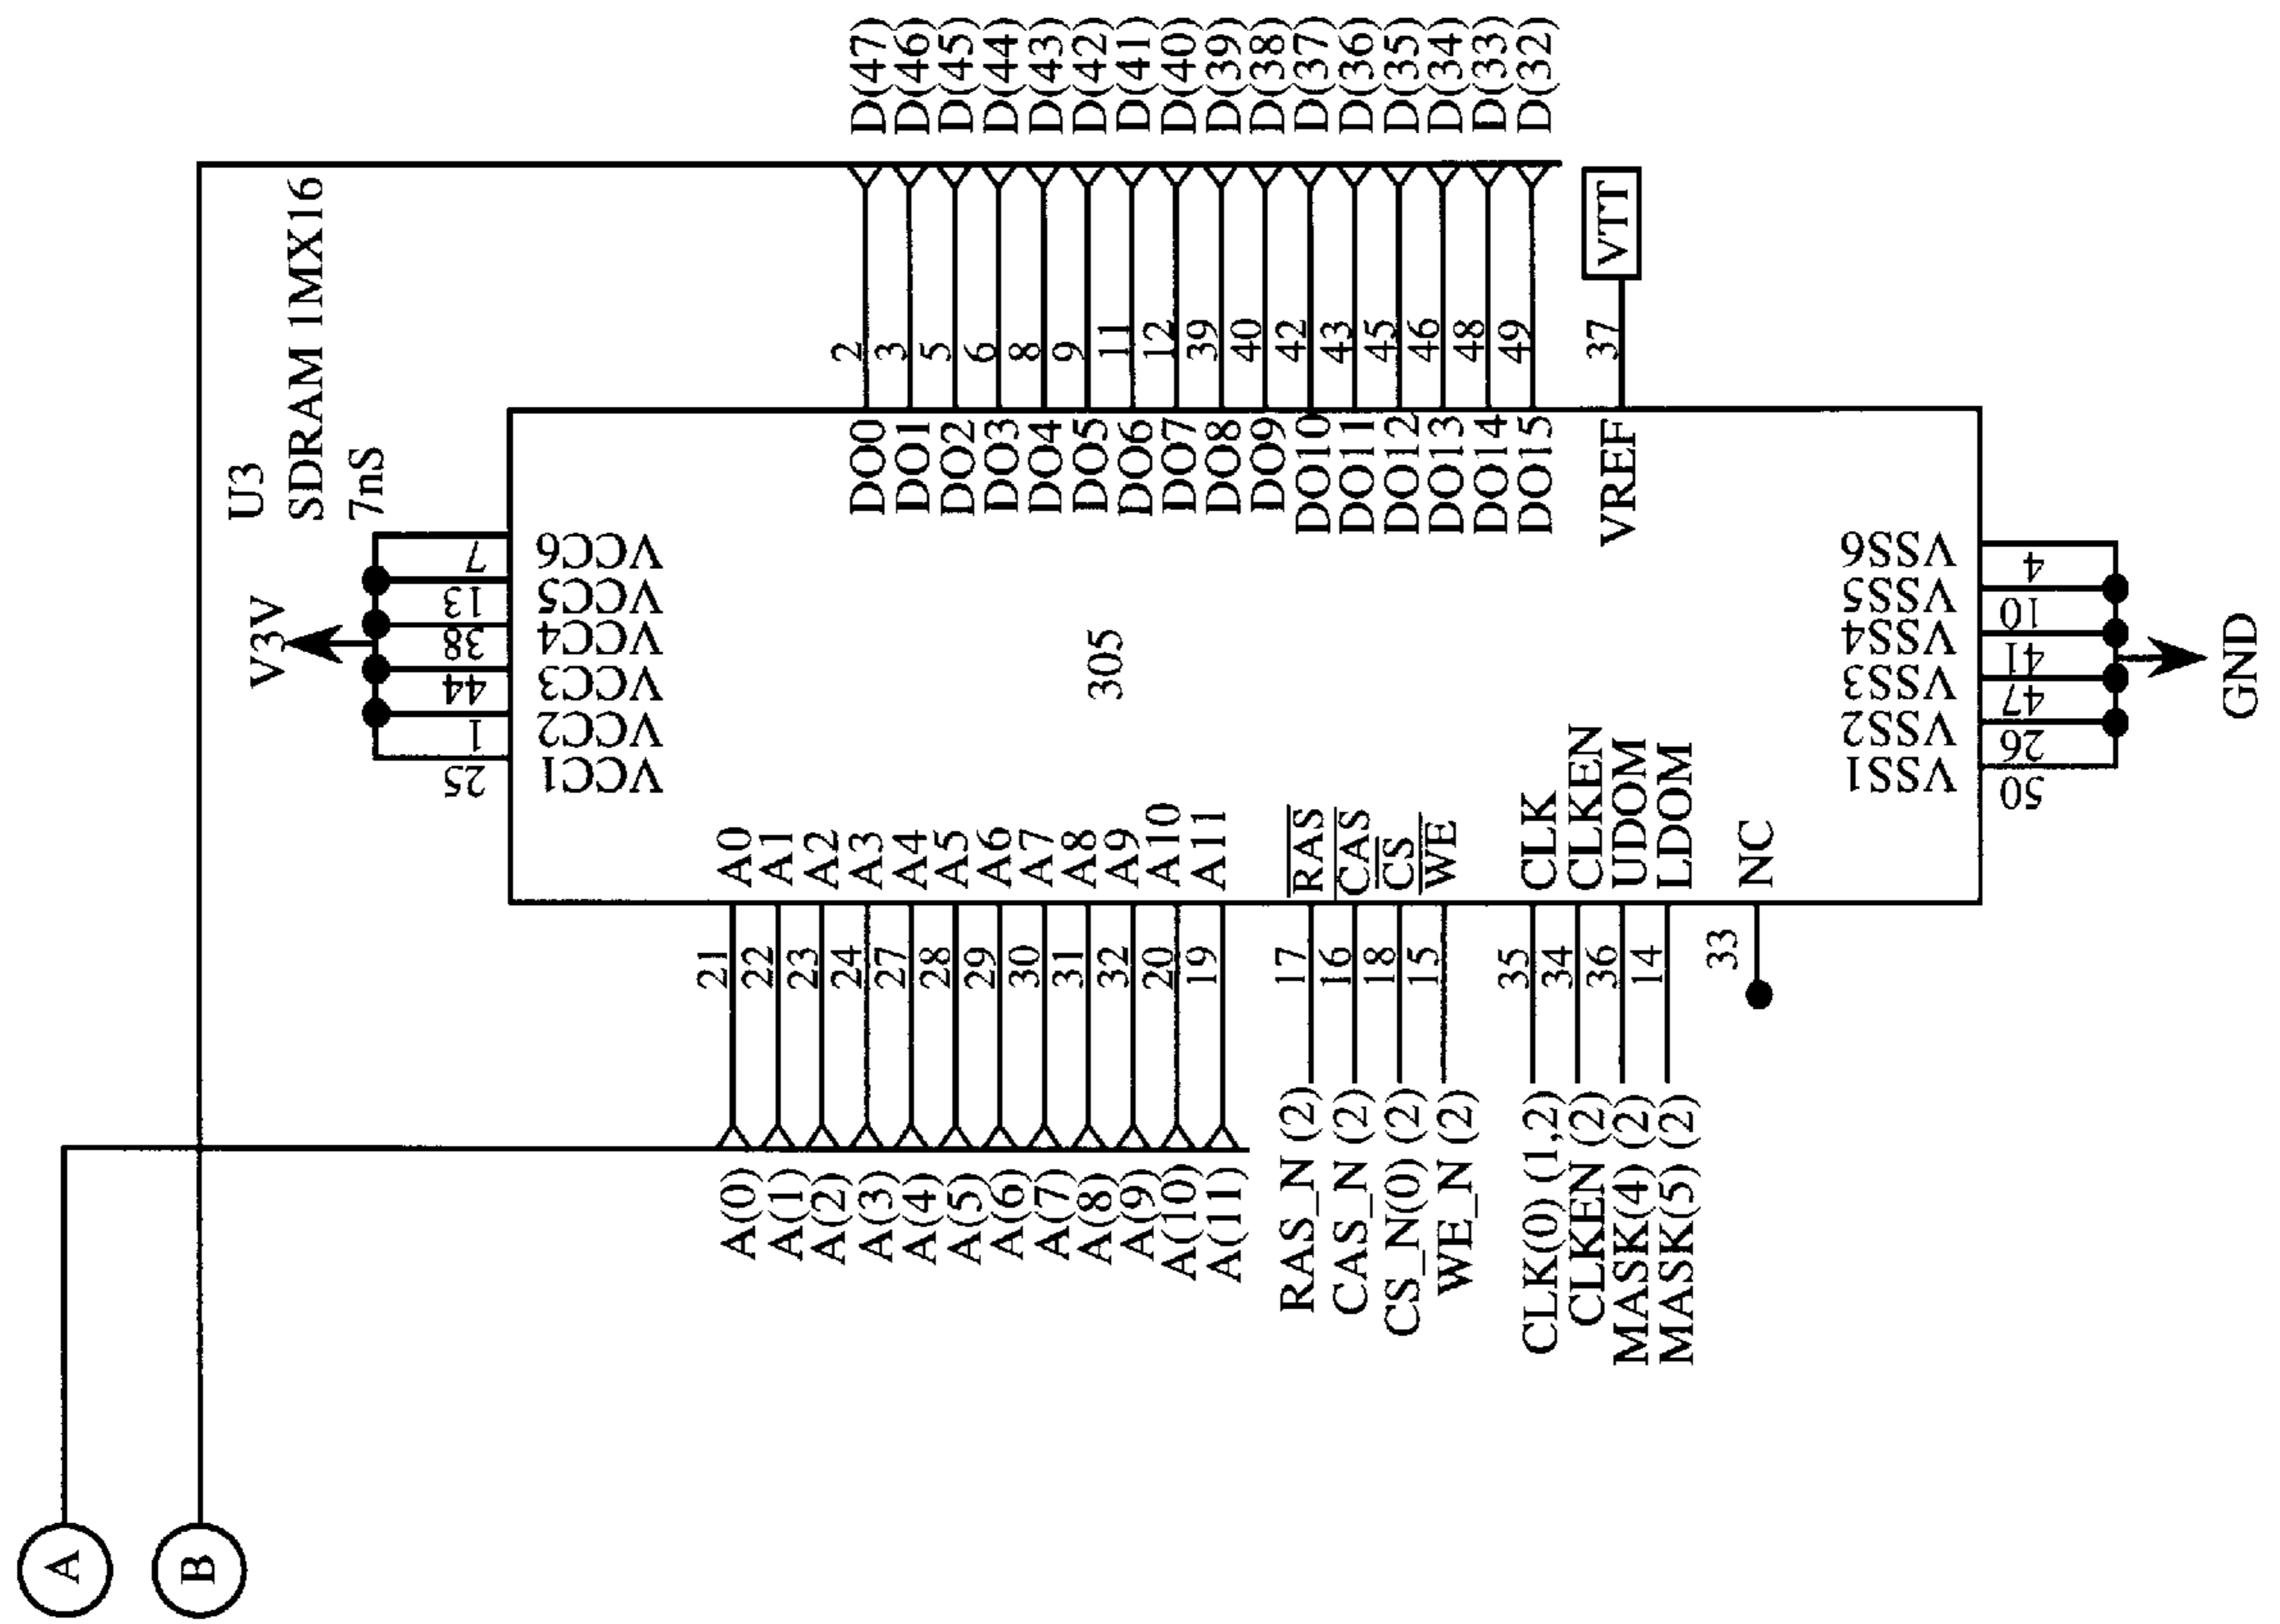 A
B
U3
SDRAM 1MX16
7nS
V3V
25 1 44 38 13 7
VCC1 VCC2 VCC3 VCC4 VCC5 VCC6
A(0) 21 A0
A(1) 22 A1
A(2) 23 A2
A(3) 24 A3
A(4) 27 A4
A(5) 28 A5
A(6) 29 A6
A(7) 30 A7
A(8) 31 A8
A(9) 32 A9
A(10) 20 A10
A(11) 19 A11
RAS_N (2) 17 RAS
CAS_N (2) 16 CAS
CS_N(0) (2) 18 CS
WE_N (2) 15 WE
CLK(0) (1,2) 35 CLK
CLKEN (2) 34 CLKEN
MASK(4) (2) 36 UDOM
MASK(5) (2) 14 LDOM
33 NC
305
DO0 2 D(47)
DO1 3 D(46)
DO2 5 D(45)
DO3 6 D(44)
DO4 8 D(43)
DO5 9 D(42)
DO6 11 D(41)
DO7 12 D(40)
DO8 39 D(39)
DO9 40 D(38)
DO10 42 D(37)
DO11 43 D(36)
DO12 45 D(35)
DO13 46 D(34)
DO14 48 D(33)
DO15 49 D(32)
VREF 37 VTT
VSS1 VSS2 VSS3 VSS4 VSS5 VSS6
50 26 47 41 10 4
GND